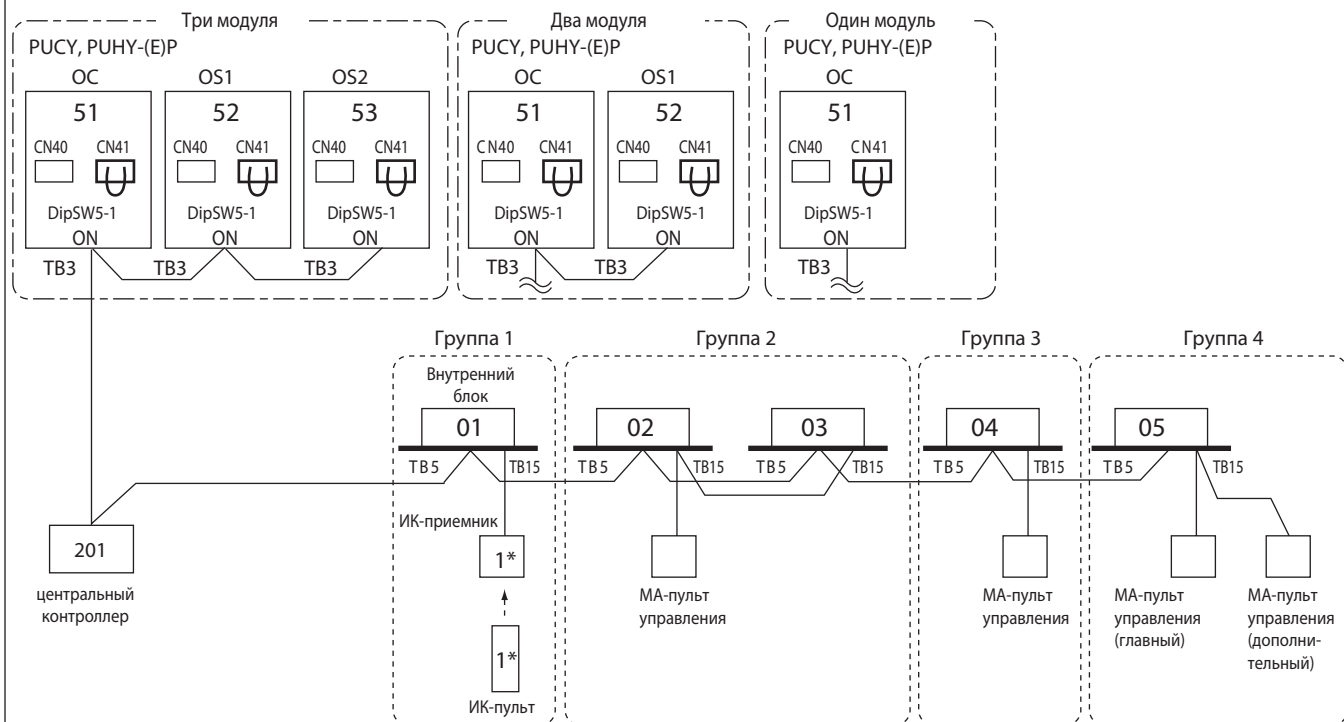 Три модуля
PUCY, PUHY-(E)P
OC OS1 OS2
51 52 53
CN40 CN41 CN40 CN41 CN40 CN41
DipSW5-1 DipSW5-1 DipSW5-1
ON ON ON
TB3 TB3 TB3
Два модуля
PUCY, PUHY-(E)P
OC OS1
51 52
CN40 CN41 CN40 CN41
DipSW5-1 DipSW5-1
ON ON
TB3 TB3
Один модуль
PUCY, PUHY-(E)P
OC
51
CN40 CN41
DipSW5-1
ON
TB3
201
центральный
контроллер
Группа 1
Внутренний
блок
01
TB5 TB15
ИК-приемник
1*
1*
ИК-пульт
Группа 2
02 03
TB5 TB15 TB5 TB15
МА-пульт
управления
Группа 3
04
TB5 TB15
МА-пульт
управления
Группа 4
05
TB5 TB15
МА-пульт
управления
(главный)
МА-пульт
управления
(дополни-
тельный)